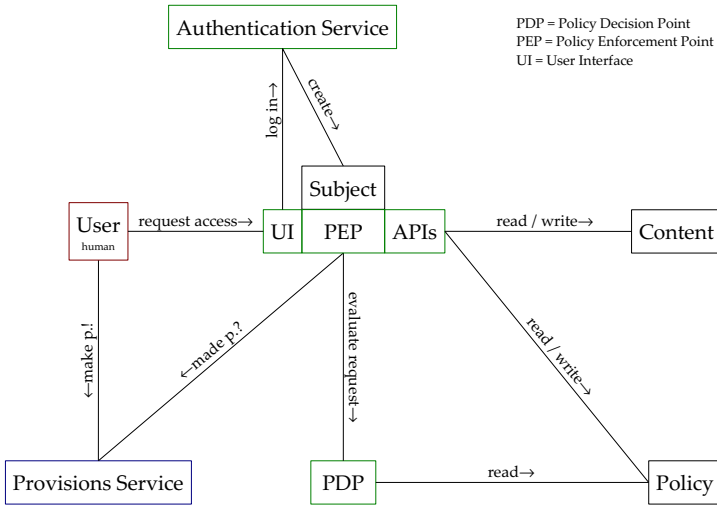 Authentication Service
PDP = Policy Decision Point
PEP = Policy Enforcement Point
UI = User Interface
log in→
create→
Subject
User
human
request access→
UI
PEP
APIs
read / write→
Content
←make p.!
←made p.?
evaluate request→
read / write→
Provisions Service
PDP
read→
Policy